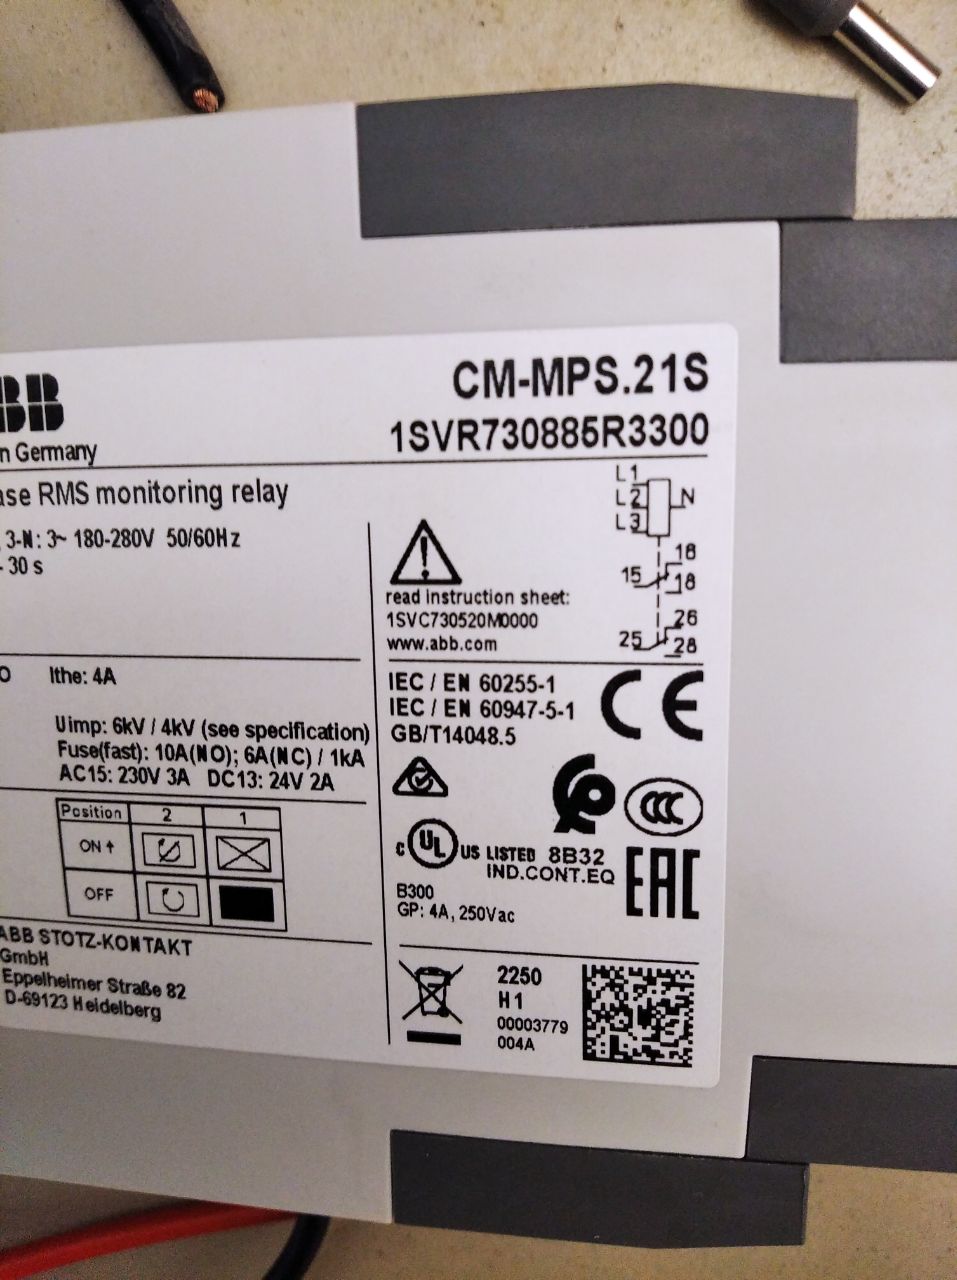 BB
CM-MPS.21S
1SVR730885R3300
n Germany
ase RMS monitoring relay
, 3-N: 3~ 180-280V 50/60Hz
- 30 s
L1
L2
L3
N
15
16
18
25
26
28
read instruction sheet:
1SVC730520M0000
www.abb.com
O Ithe: 4A
Uimp: 6kV / 4kV (see specification)
Fuse(fast): 10A(NO); 6A(NC) / 1kA
AC15: 230V 3A DC13: 24V 2A
IEC / EN 60255-1
IEC / EN 60947-5-1
GB/T14048.5
CE
CCC
Position 2 1
ON ↑
OFF
C UL US LISTED 8B32
IND.CONT.EQ
EAC
B300
GP: 4A, 250Vac
ABB STOTZ-KONTAKT
GmbH
Eppelheimer Straße 82
D-69123 Heidelberg
2250
H1
00003779
004A